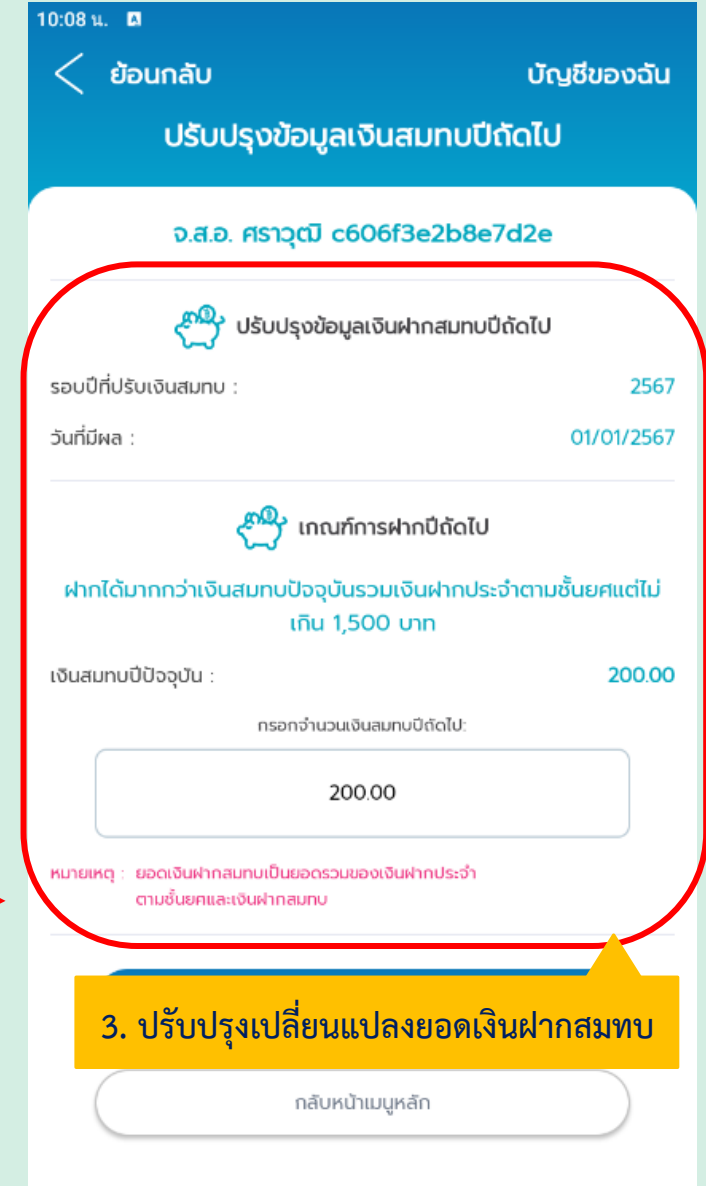 10:08 น.
ย้อนกลับ
บัญชีของฉัน
ปรับปรุงข้อมูลเงินสมทบปีถัดไป
จ.ส.อ. ศราวุฒิ c606f3e2b8e7d2e
ปรับปรุงข้อมูลเงินฝากสมทบปีถัดไป
รอบปีที่ปรับเงินสมทบ : 2567
วันที่มีผล : 01/01/2567
เกณฑ์การฝากปีถัดไป
ฝากได้มากกว่าเงินสมทบปัจจุบันรวมเงินฝากประจำตามชั้นยศแต่ไม่
เกิน 1,500 บาท
เงินสมทบปีปัจจุบัน : 200.00
กรอกจำนวนเงินสมทบปีถัดไป:
200.00
หมายเหตุ : ยอดเงินฝากสมทบเป็นยอดรวมของเงินฝากประจำ
ตามชั้นยศและเงินฝากสมทบ
3. ปรับปรุงเปลี่ยนแปลงยอดเงินฝากสมทบ
กลับหน้าเมนูหลัก